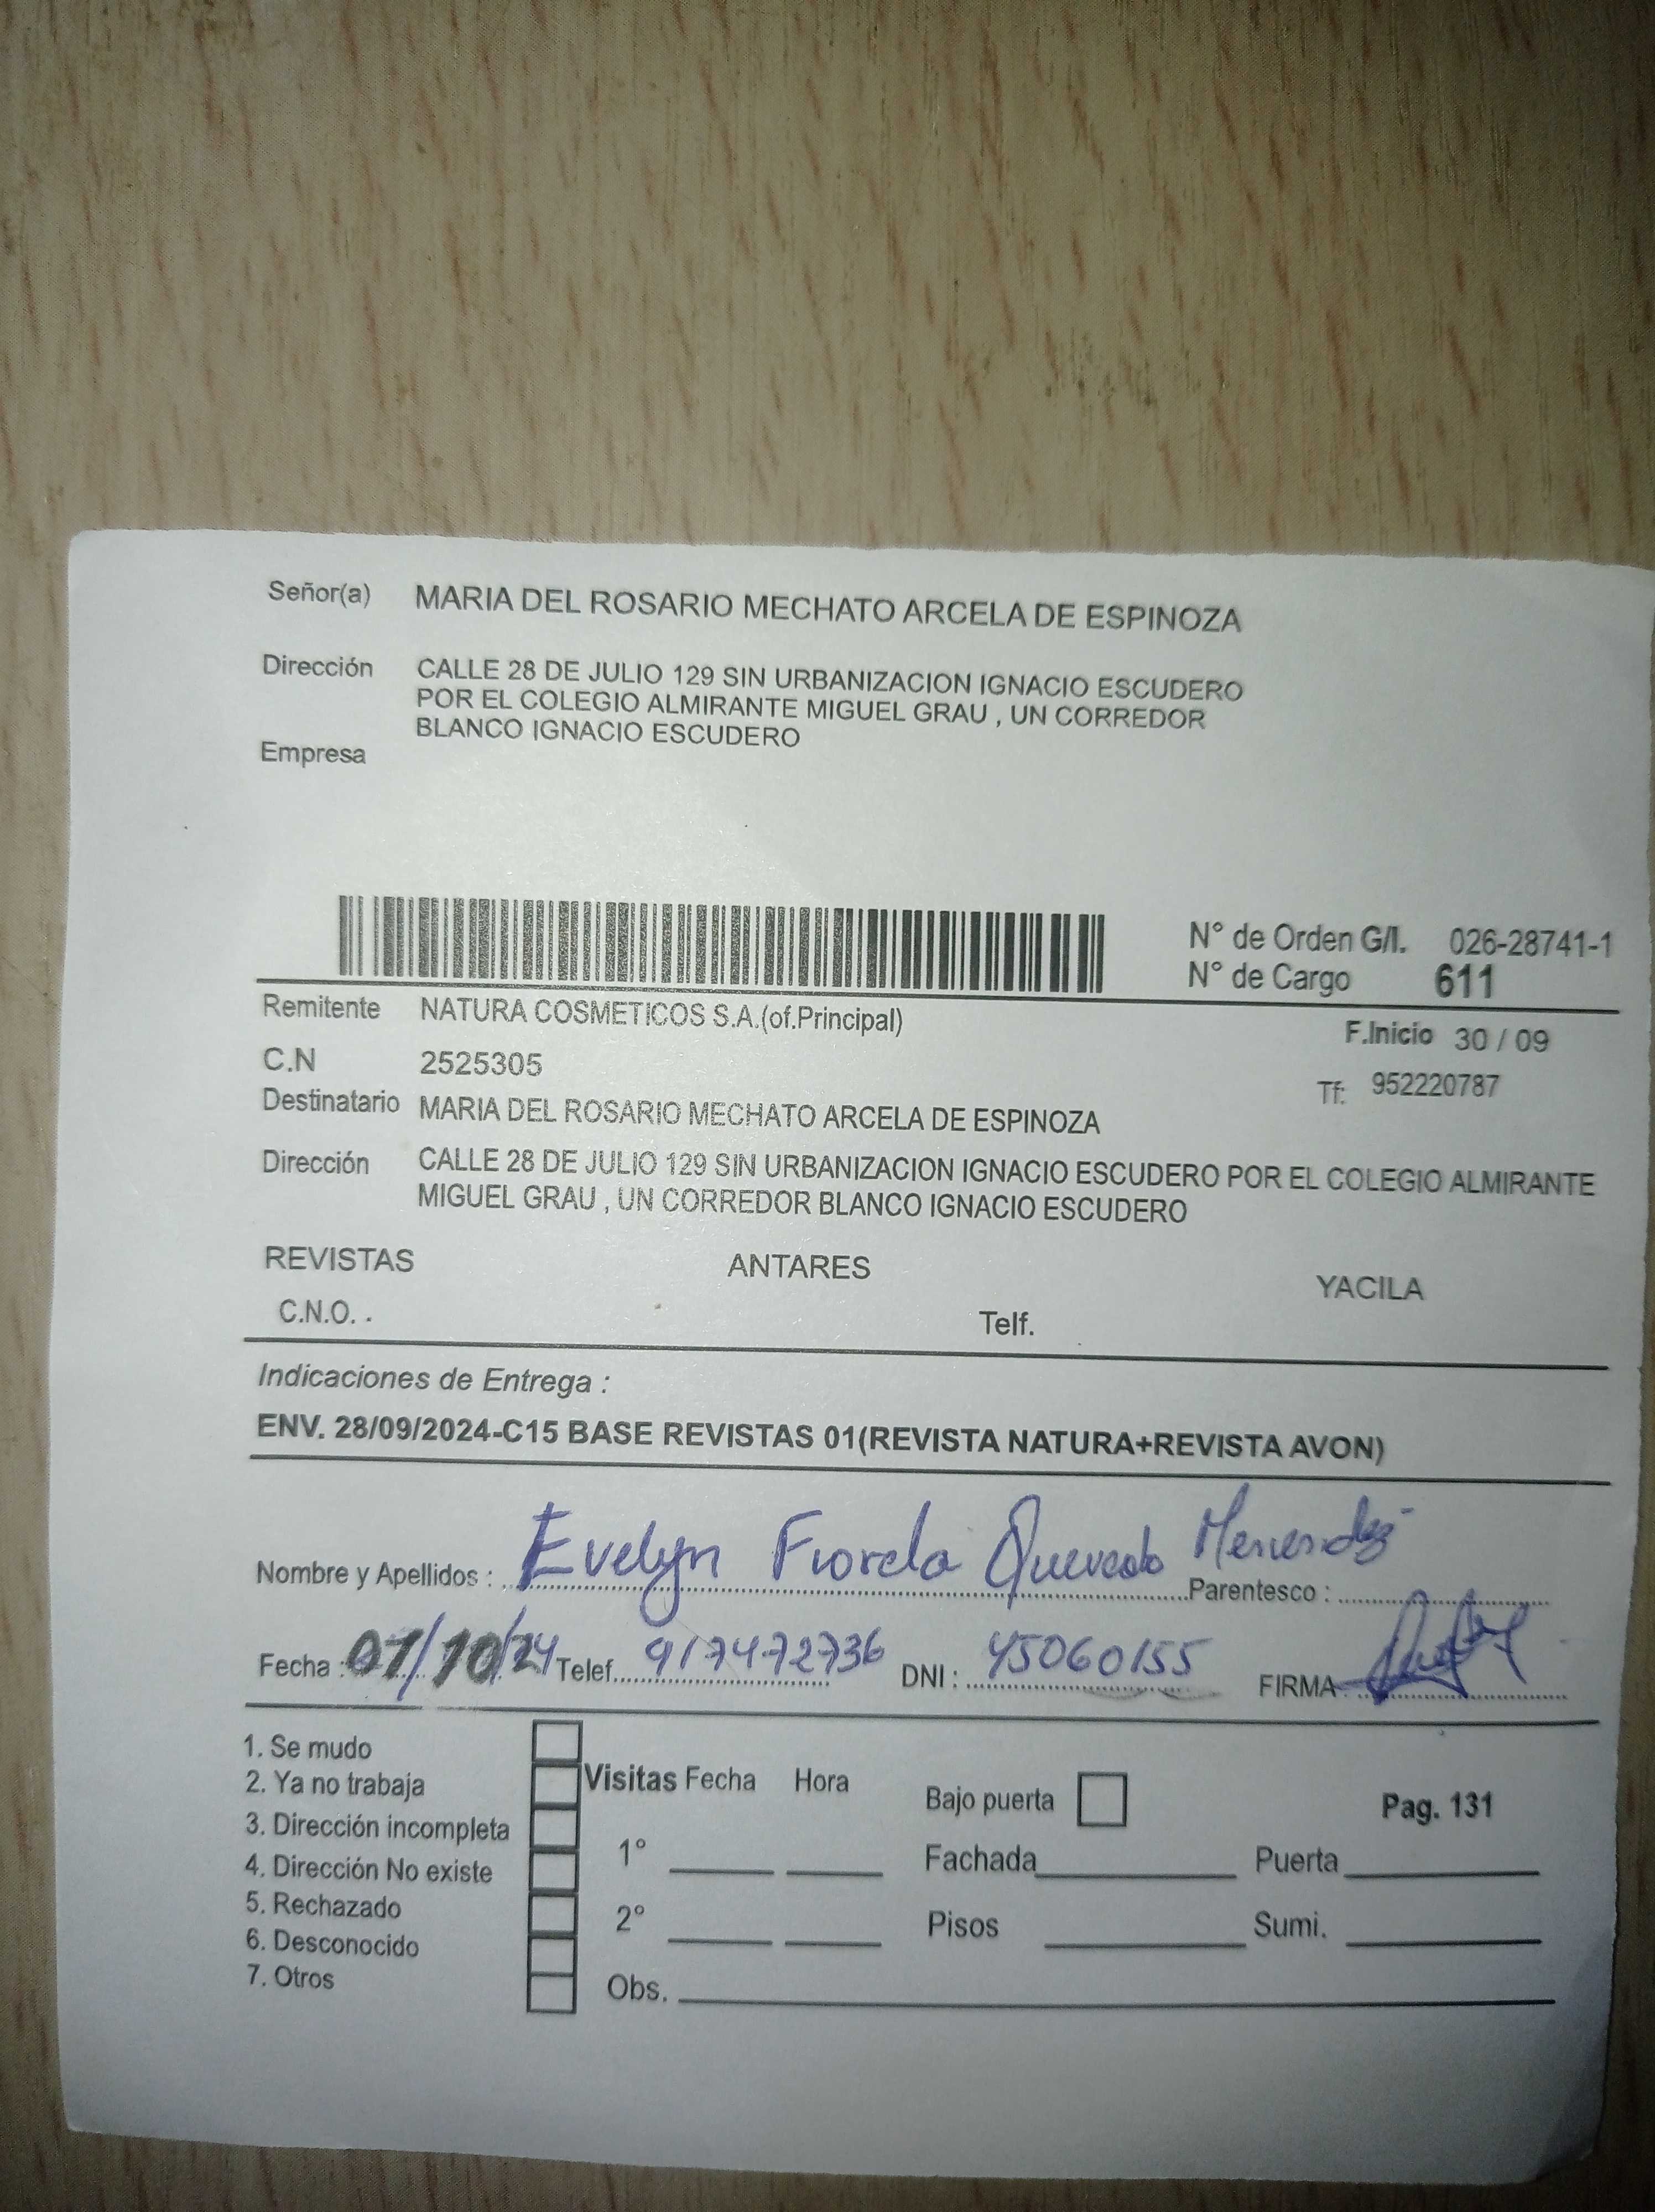 Señor(a) MARIA DEL ROSARIO MECHATO ARCELA DE ESPINOZA
Dirección CALLE 28 DE JULIO 129 SIN URBANIZACION IGNACIO ESCUDERO
POR EL COLEGIO ALMIRANTE MIGUEL GRAU , UN CORREDOR
BLANCO IGNACIO ESCUDERO
Empresa
N° de Orden G/I. 026-28741-1
N° de Cargo 611
Remitente NATURA COSMETICOS S.A.(of.Principal)
F.Inicio 30 / 09
C.N 2525305
Tf: 952220787
Destinatario MARIA DEL ROSARIO MECHATO ARCELA DE ESPINOZA
Dirección CALLE 28 DE JULIO 129 SIN URBANIZACION IGNACIO ESCUDERO POR EL COLEGIO ALMIRANTE
MIGUEL GRAU , UN CORREDOR BLANCO IGNACIO ESCUDERO
REVISTAS ANTARES YACILA
C.N.O. . Telf.
Indicaciones de Entrega :
ENV. 28/09/2024-C15 BASE REVISTAS 01(REVISTA NATURA+REVISTA AVON)
Nombre y Apellidos : Evelyn Fiorela Quevedo Menendez Parentesco :
Fecha : 01/10/24 Telef. 917472736 DNI : 45060155 FIRMA :
1. Se mudo
2. Ya no trabaja
3. Dirección incompleta
4. Dirección No existe
5. Rechazado
6. Desconocido
7. Otros
Visitas Fecha Hora
1°
2°
Obs.
Bajo puerta Pag. 131
Fachada Puerta
Pisos Sumi.